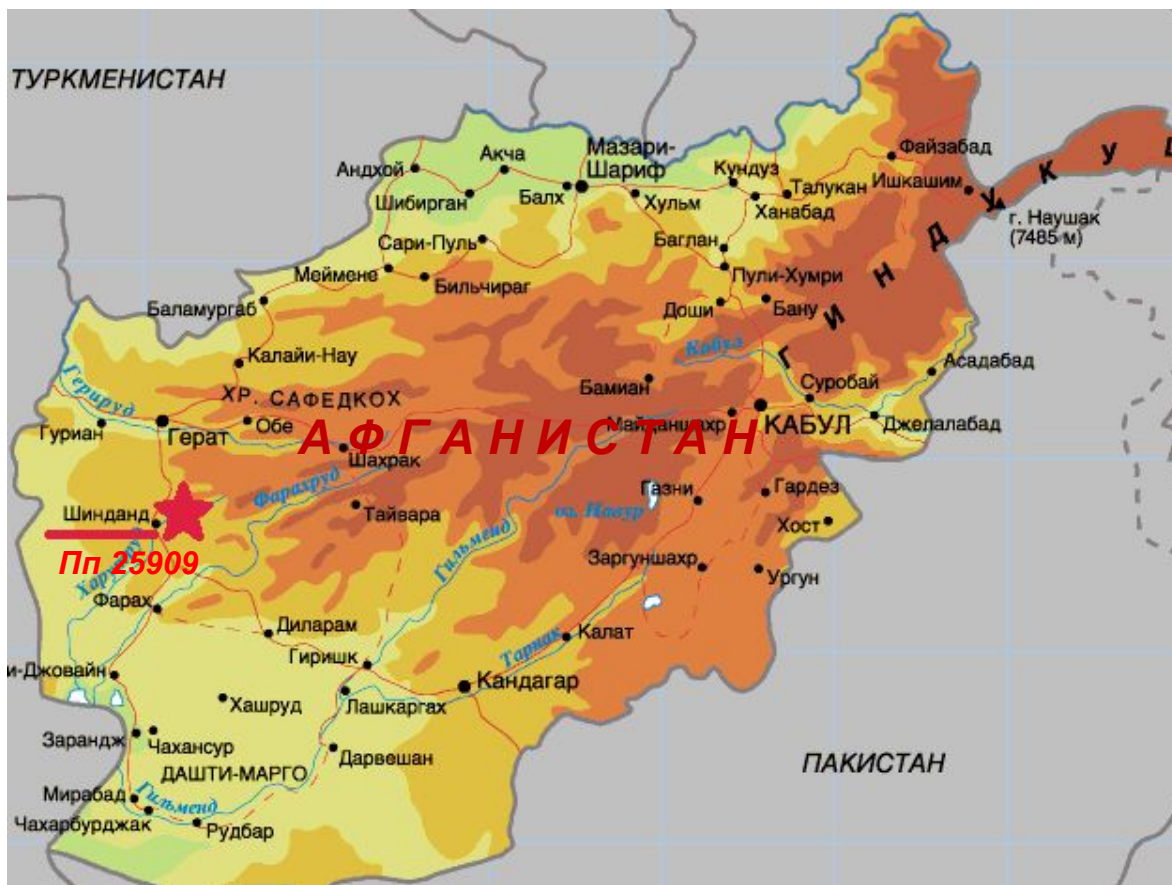 ТУРКМЕНИСТАН
Мазари-
Шариф
Андхой
Акча
Балх
Шибирган
Хульм
Кундуз
Талукан
Ханабад
Файзабад
Ишкашим
г. Наушак
(7485 м)
ГИНДУКУ
Сари-Пуль
Меймене
Бильчираг
Баглан
Пули-Хумри
Доши
Бану
Баламургаб
Калайи-Нау
ХР. САФЕДКОХ
Кабул
Бамиан
Суробай
Асадабад
Герируд
Гуриан
Герат
Обе
АФГАНИСТАН
Майданшахр
КАБУЛ
Джелалабад
Шахрак
Фарахруд
Тайвара
Гильменд
оз. Навур
Газни
Гардез
Хост
Шинданд
Пп 25909
Заргуншахр
Ургун
Фарах
Диларам
Гиришк
Тарнак
Калат
и-Джовайн
Хашруд
Лашкаргах
Кандагар
Зарандж
Чахансур
Дарвешан
ДАШТИ-МАРГО
ПАКИСТАН
Мирабад
Гильменд
Чахарбурджак
Рудбар